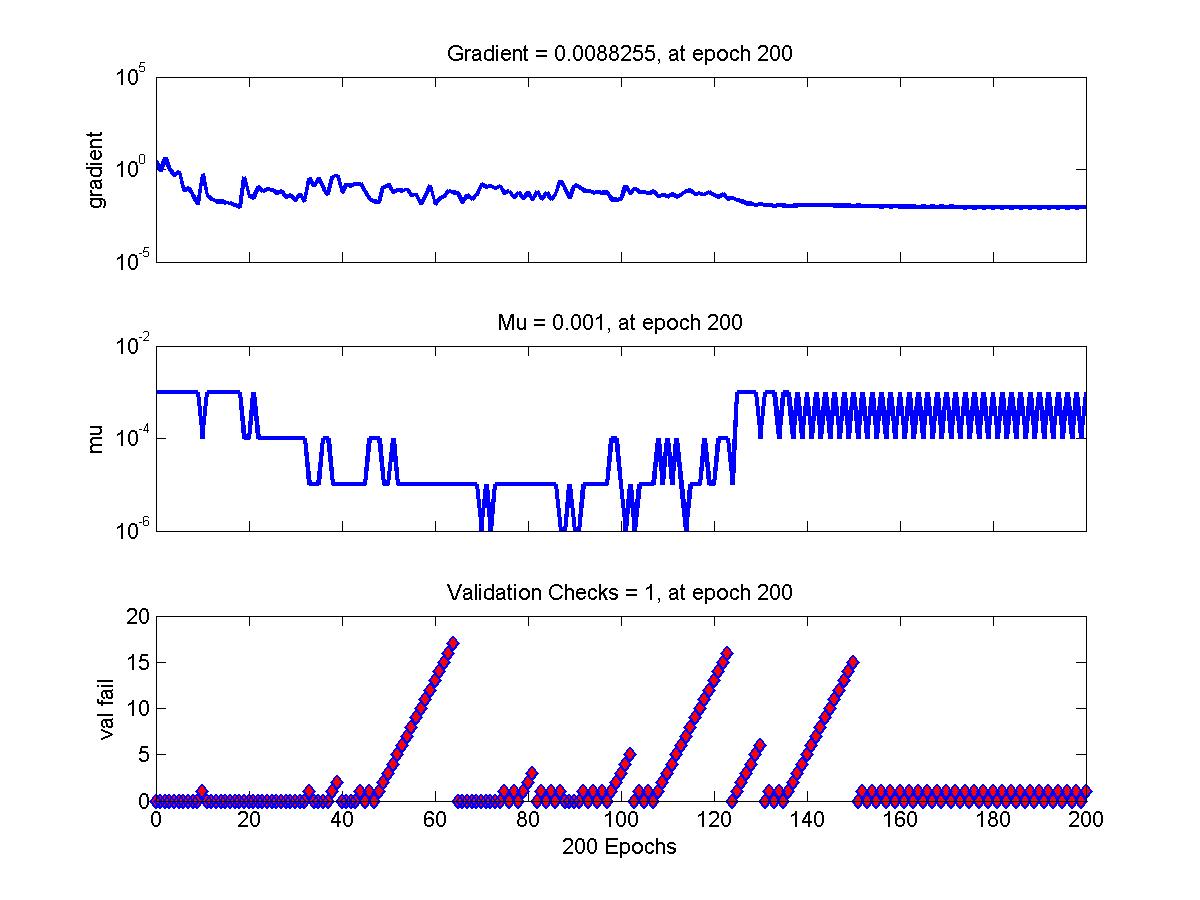 Gradient = 0.0088255, at epoch 200
10^5
10^0
10^-5
gradient
Mu = 0.001, at epoch 200
10^-2
10^-4
10^-6
mu
Validation Checks = 1, at epoch 200
20
15
10
5
0
val fail
0 20 40 60 80 100 120 140 160 180 200
200 Epochs